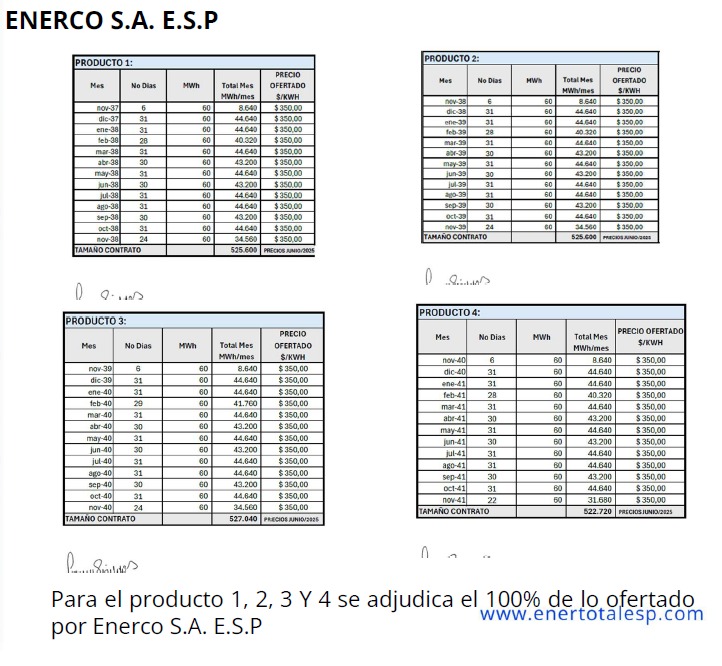 ENERCO S.A. E.S.P
PRODUCTO 1:
Mes No Dias MWh Total Mes MWh/mes PRECIO OFERTADO $/KWH
nov-37 6 60 8.640 $ 350,00
dic-37 31 60 44.640 $ 350,00
ene-38 31 60 44.640 $ 350,00
feb-38 28 60 40.320 $ 350,00
mar-38 31 60 44.640 $ 350,00
abr-38 30 60 43.200 $ 350,00
may-38 31 60 44.640 $ 350,00
jun-38 30 60 43.200 $ 350,00
jul-38 31 60 44.640 $ 350,00
ago-38 31 60 44.640 $ 350,00
sep-38 30 60 43.200 $ 350,00
oct-38 31 60 44.640 $ 350,00
nov-38 24 60 34.560 $ 350,00
TAMAÑO CONTRATO 525.600 PRECIOS JUNIO/2025
PRODUCTO 2:
Mes No Dias MWh Total Mes MWh/mes PRECIO OFERTADO $/KWH
nov-38 6 60 8.640 $ 350,00
dic-38 31 60 44.640 $ 350,00
ene-39 31 60 44.640 $ 350,00
feb-39 28 60 40.320 $ 350,00
mar-39 31 60 44.640 $ 350,00
abr-39 30 60 43.200 $ 350,00
may-39 31 60 44.640 $ 350,00
jun-39 30 60 43.200 $ 350,00
jul-39 31 60 44.640 $ 350,00
ago-39 31 60 44.640 $ 350,00
sep-39 30 60 43.200 $ 350,00
oct-39 31 60 44.640 $ 350,00
nov-39 24 60 34.560 $ 350,00
TAMAÑO CONTRATO 525.600 PRECIOS JUNIO/2025
PRODUCTO 3:
Mes No Dias MWh Total Mes MWh/mes PRECIO OFERTADO $/KWH
nov-39 6 60 8.640 $ 350,00
dic-39 31 60 44.640 $ 350,00
ene-40 31 60 44.640 $ 350,00
feb-40 29 60 41.760 $ 350,00
mar-40 31 60 44.640 $ 350,00
abr-40 30 60 43.200 $ 350,00
may-40 31 60 44.640 $ 350,00
jun-40 30 60 43.200 $ 350,00
jul-40 31 60 44.640 $ 350,00
ago-40 31 60 44.640 $ 350,00
sep-40 30 60 43.200 $ 350,00
oct-40 31 60 44.640 $ 350,00
nov-40 24 60 34.560 $ 350,00
TAMAÑO CONTRATO 527.040 PRECIOS JUNIO/2025
PRODUCTO 4:
Mes No Dias MWh Total Mes MWh/mes PRECIO OFERTADO $/KWH
nov-40 6 60 8.640 $ 350,00
dic-40 31 60 44.640 $ 350,00
ene-41 31 60 44.640 $ 350,00
feb-41 28 60 40.320 $ 350,00
mar-41 31 60 44.640 $ 350,00
abr-41 30 60 43.200 $ 350,00
may-41 31 60 44.640 $ 350,00
jun-41 30 60 43.200 $ 350,00
jul-41 31 60 44.640 $ 350,00
ago-41 31 60 44.640 $ 350,00
sep-41 30 60 43.200 $ 350,00
oct-41 31 60 44.640 $ 350,00
nov-41 22 60 31.680 $ 350,00
TAMAÑO CONTRATO 522.720 PRECIOS JUNIO/2025
Para el producto 1, 2, 3 Y 4 se adjudica el 100% de lo ofertado
por Enerco S.A. E.S.P
www.enertotalesp.com